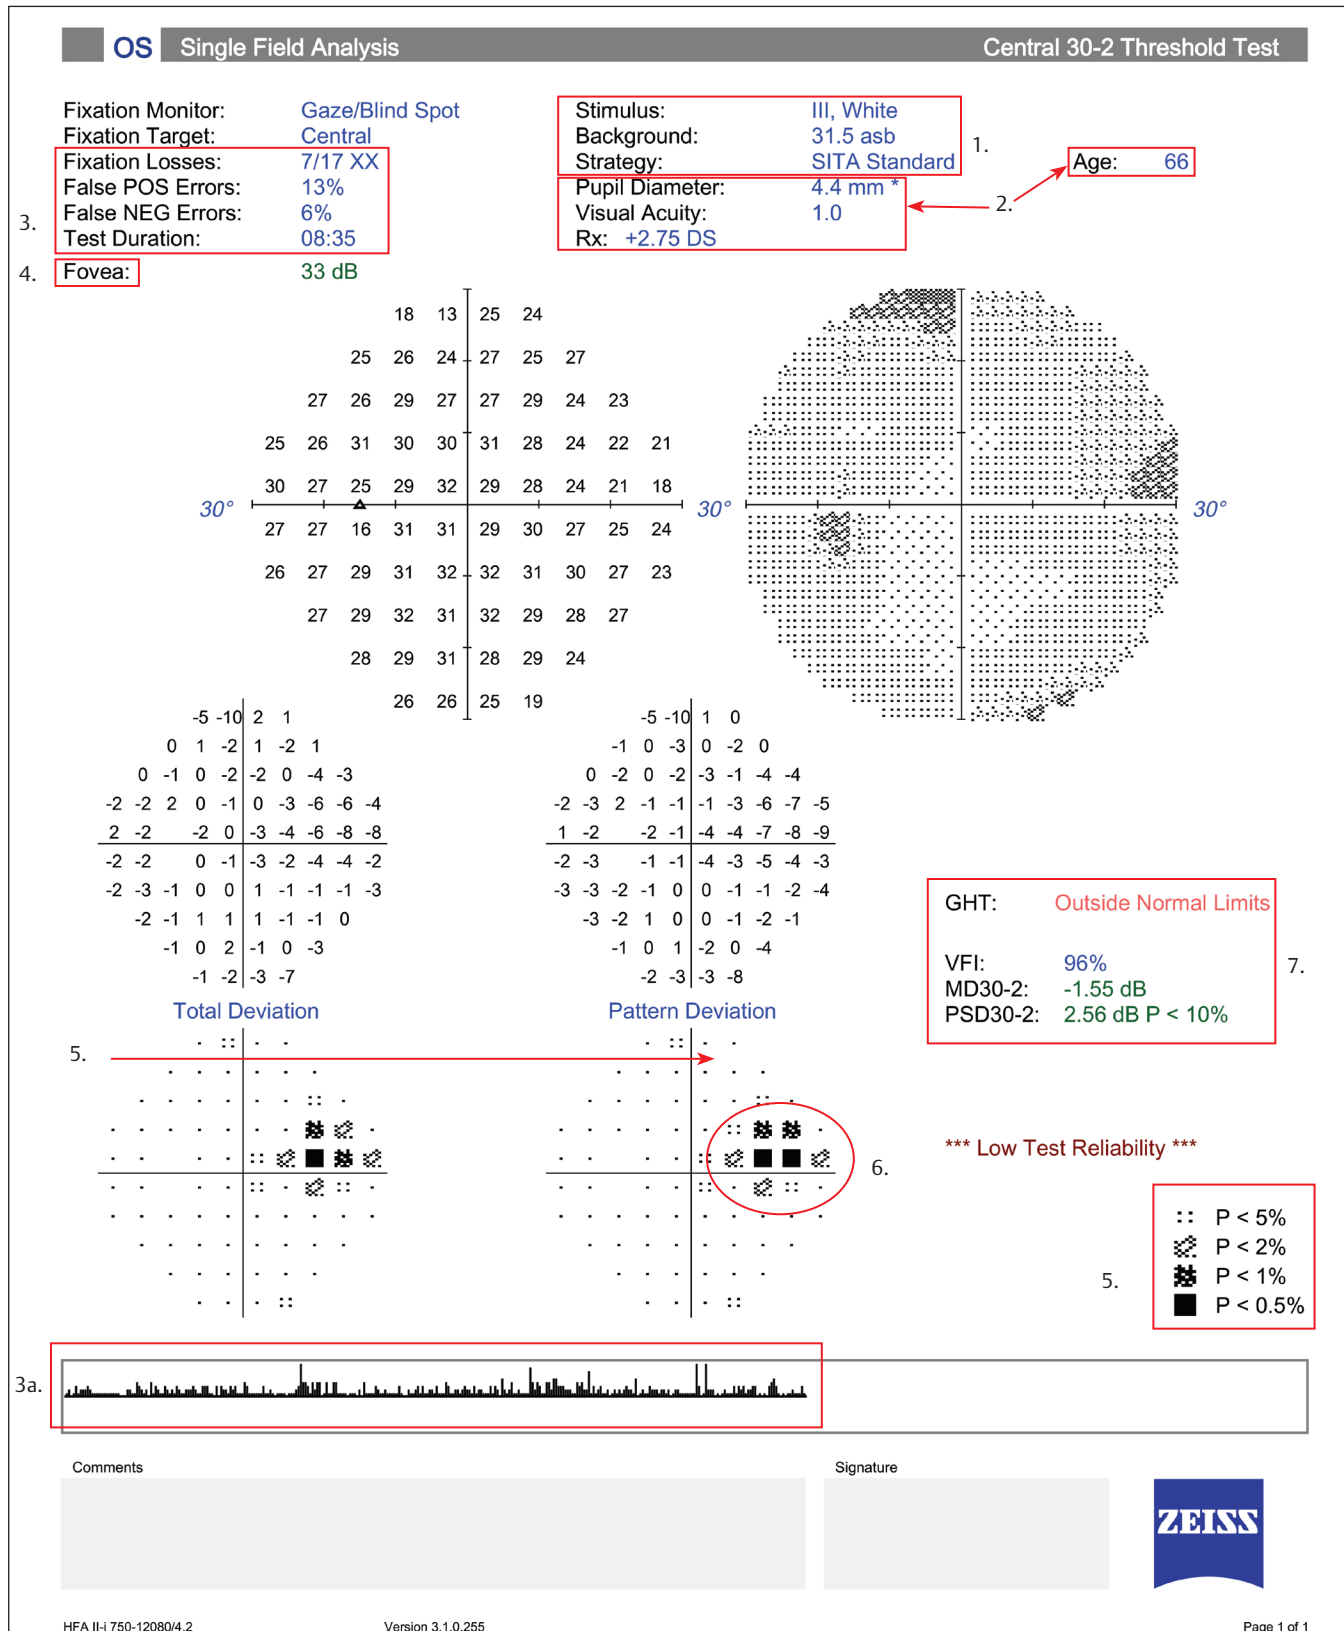 OS Single Field Analysis Central 30-2 Threshold Test
Fixation Monitor: Gaze/Blind Spot Stimulus: III, White
Fixation Target: Central Background: 31.5 asb 1.
Fixation Losses: 7/17 XX Strategy: SITA Standard Age: 66
False POS Errors: 13% Pupil Diameter: 4.4 mm * 2.
3. False NEG Errors: 6% Visual Acuity: 1.0
Test Duration: 08:35 Rx: +2.75 DS
4. Fovea: 33 dB
18 13 25 24
25 26 24 27 25 27
27 26 29 27 27 29 24 23
25 26 31 30 30 31 28 24 22 21
30 27 25 29 32 29 28 24 21 18
30° 30° 30°
27 27 16 31 31 29 30 27 25 24
26 27 29 31 32 32 31 30 27 23
27 29 32 31 32 29 28 27
28 29 31 28 29 24
26 26 25 19
-5 -10 2 1 -5 -10 1 0
0 1 -2 1 -2 1 -1 0 -3 0 -2 0
0 -1 0 -2 -2 0 -4 -3 0 -2 0 -2 -3 -1 -4 -4
-2 -2 2 0 -1 0 -3 -6 -6 -4 -2 -3 2 -1 -1 -1 -3 -6 -7 -5
2 -2 -2 0 -3 -4 -6 -8 -8 1 -2 -2 -1 -4 -4 -7 -8 -9
-2 -2 0 -1 -3 -2 -4 -4 -2 -2 -3 -1 -1 -4 -3 -5 -4 -3
-2 -3 -1 0 0 1 -1 -1 -1 -3 -3 -3 -2 -1 0 0 -1 -1 -2 -4
-2 -1 1 1 1 -1 -1 0 -3 -2 1 0 0 -1 -2 -1
-1 0 2 -1 0 -3 -1 0 1 -2 0 -4
-1 -2 -3 -7 -2 -3 -3 -8
GHT: Outside Normal Limits
VFI: 96% 7.
MD30-2: -1.55 dB
PSD30-2: 2.56 dB P < 10%
Total Deviation Pattern Deviation
5.
6.
*** Low Test Reliability ***
P < 5%
P < 2%
5. P < 1%
P < 0.5%
3a.
Comments Signature
ZEISS
HFA II-i 750-12080/4.2 Version 3.1.0.255 Page 1 of 1